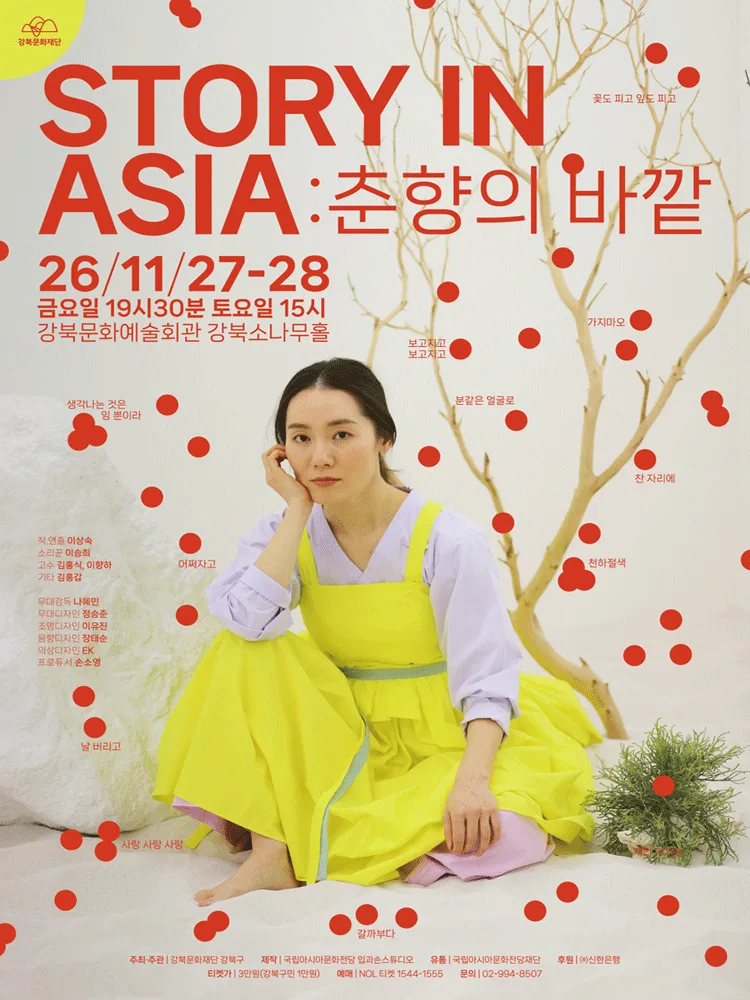 강북문화재단
STORY IN
ASIA:춘향의 바깥
26/11/27-28
금요일 19시30분 토요일 15시
강북문화예술회관 강북소나무홀
꽃도 피고 잎도 피고
가지마오
보고지고
보고지고
분같은 얼굴로
생각나는 것은
임 뿐이라
찬 자리에
작.연출 이상숙
소리꾼 이승희
고수 김홍식, 이향하
기타 김홍갑
어쩌자고
천하절색
무대감독 나혜민
무대디자인 정승준
조명디자인 이유진
음향디자인 장태순
의상디자인 EK
프로듀서 손소영
날 버리고
사랑 사랑 사랑
갈까부다
주최·주관 | 강북문화재단 강북구 제작 | 국립아시아문화전당 입과손스튜디오 유통 | 국립아시아문화전당재단 후원 | ㈜신한은행
티켓가 | 3만원(강북구민 1만원) 예매 | NOL 티켓 1544-1555 문의 | 02-994-8507